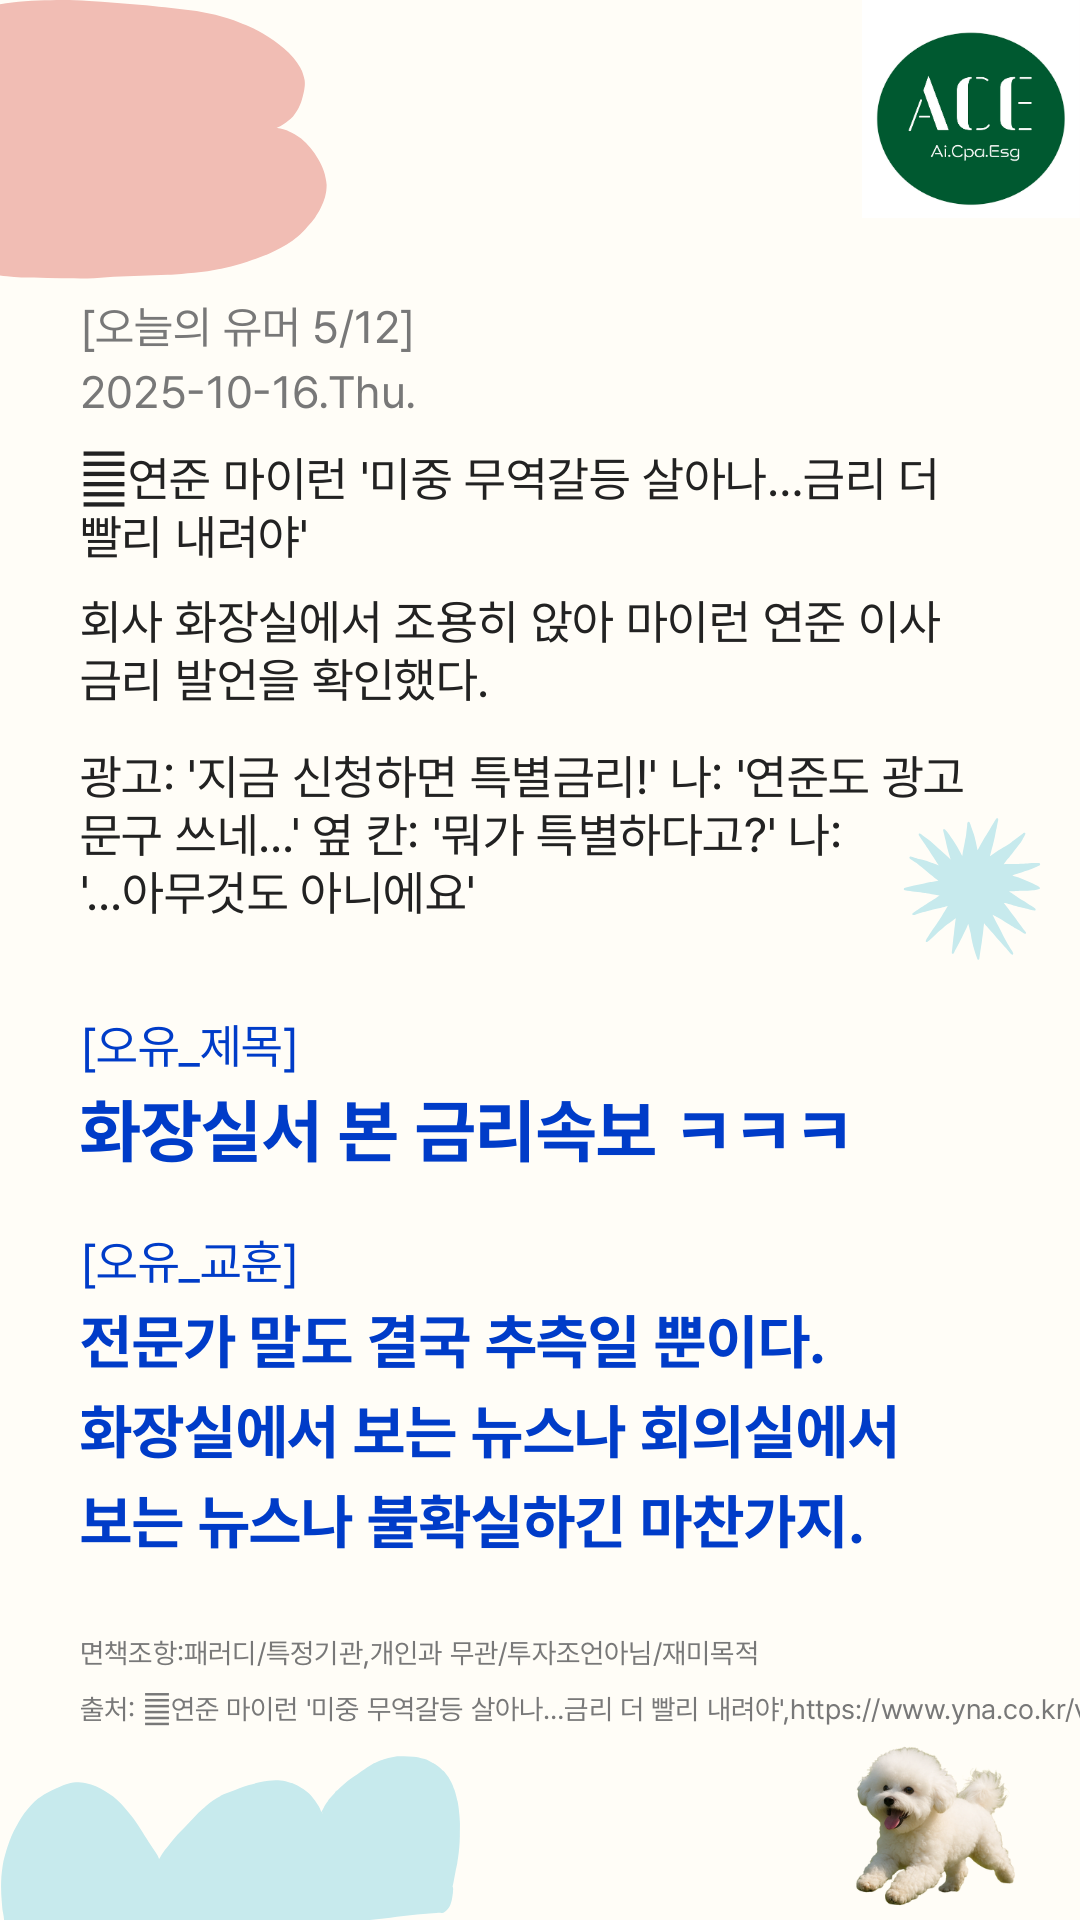 ACE
Ai.Cpa.Esg
[오늘의 유머 5/12]
2025-10-16.Thu.
䷀연준 마이런 '미중 무역갈등 살아나…금리 더
빨리 내려야'
회사 화장실에서 조용히 앉아 마이런 연준 이사
금리 발언을 확인했다.
광고: '지금 신청하면 특별금리!' 나: '연준도 광고
문구 쓰네…' 옆 칸: '뭐가 특별하다고?' 나:
'…아무것도 아니에요'
[오유_제목]
화장실서 본 금리속보 ㅋㅋㅋ
[오유_교훈]
전문가 말도 결국 추측일 뿐이다.
화장실에서 보는 뉴스나 회의실에서
보는 뉴스나 불확실하긴 마찬가지.
면책조항:패러디/특정기관,개인과 무관/투자조언아님/재미목적
출처: ䷀연준 마이런 '미중 무역갈등 살아나…금리 더 빨리 내려야',https://www.yna.co.kr/